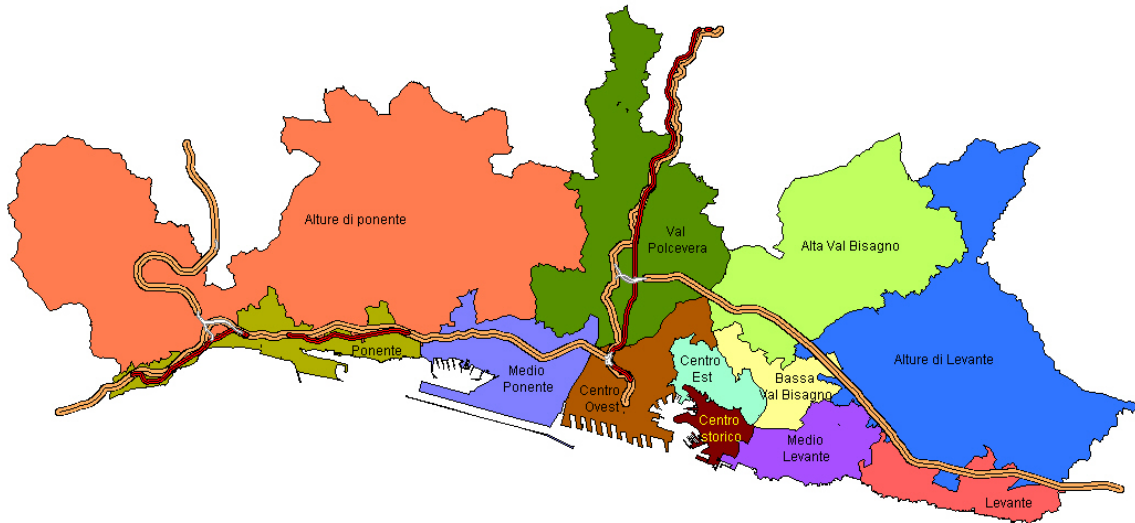 Alture di ponente
Val
Polcevera
Alta Val Bisagno
Ponente
Medio
Ponente
Centro
Ovest
Centro
Est
Bassa
Val Bisagno
Alture di Levante
Centro
storico
Medio
Levante
Levante